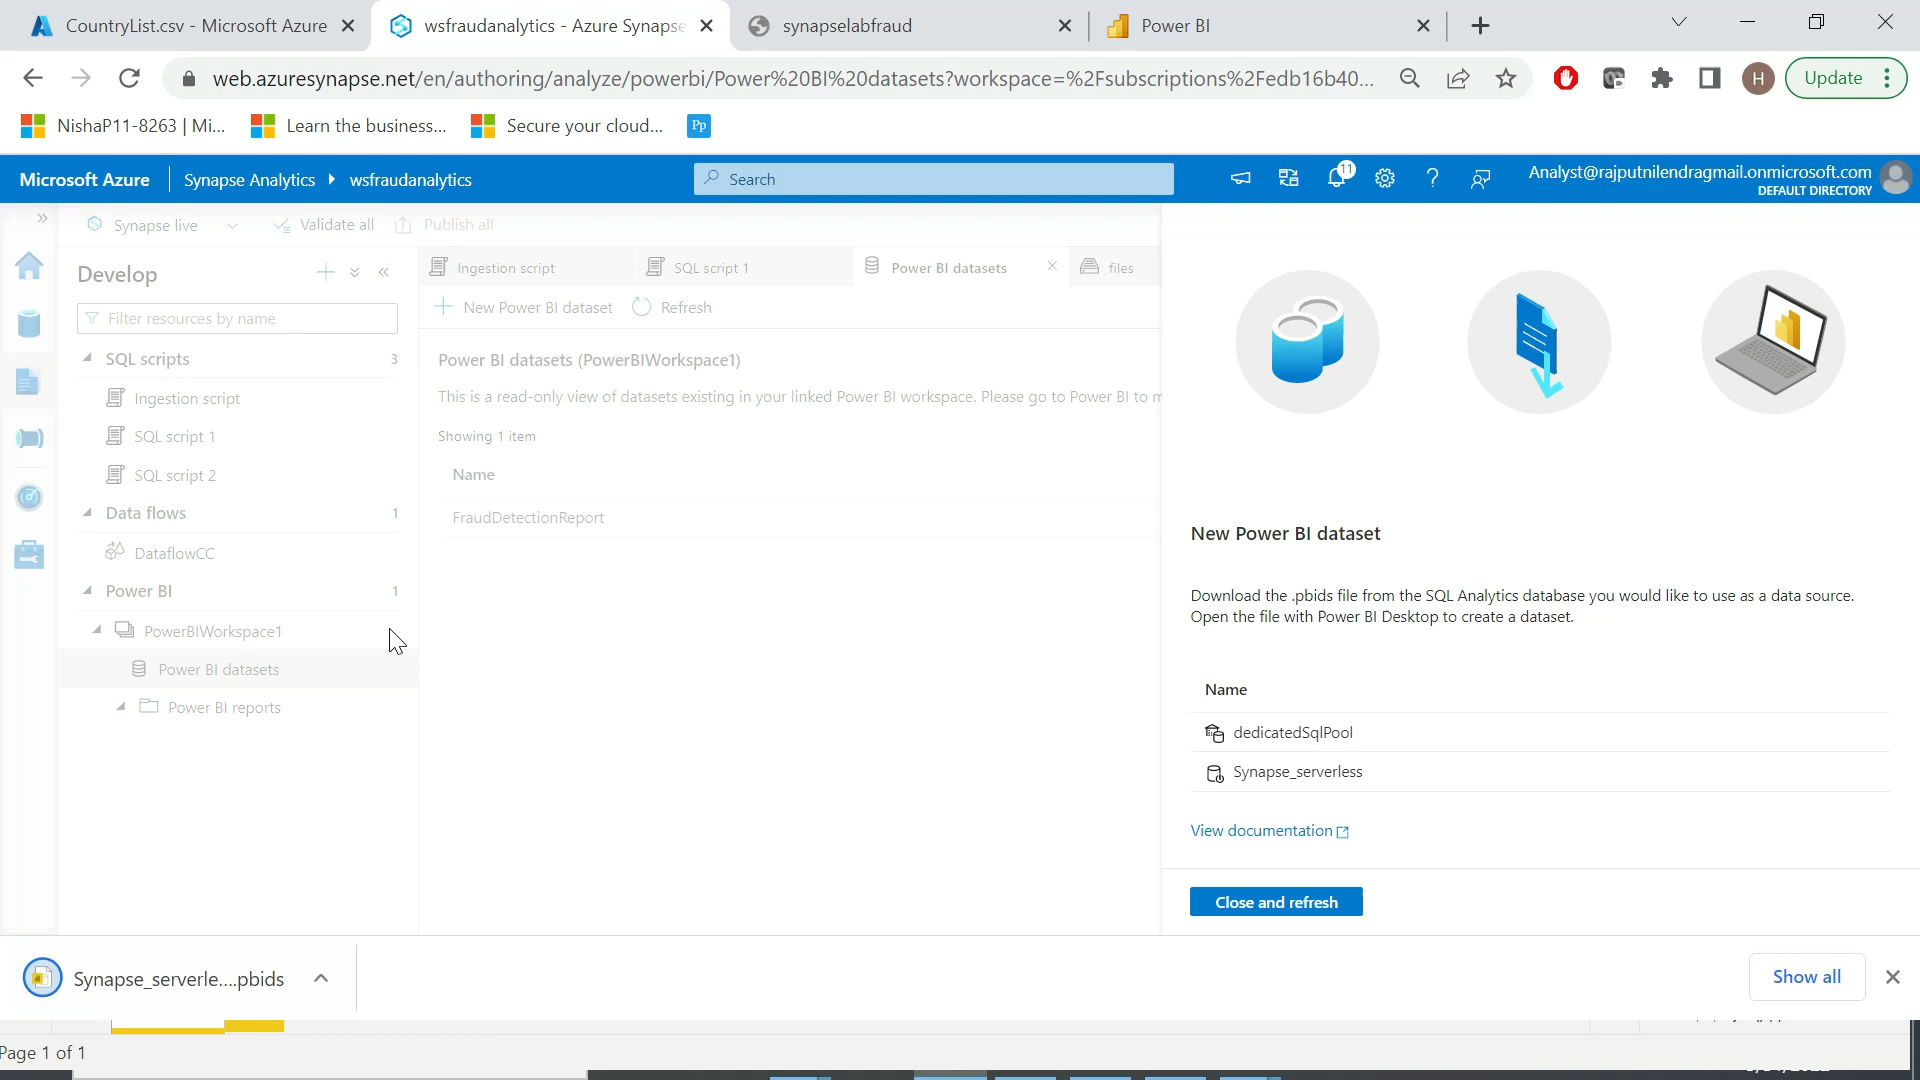 CountryList.csv - Microsoft Azure
wsfraudanalytics - Azure Synapse
synapselabfraud
Power BI
web.azuresynapse.net/en/authoring/analyze/powerbi/Power%20BI%20datasets?workspace=%2Fsubscriptions%2Fedb16b40...
H
Update
NishaP11-8263 | Mi...
Learn the business...
Secure your cloud...
Pp
Microsoft Azure
Synapse Analytics
wsfraudanalytics
Search
11
Analyst@rajputnilendragmail.onmicrosoft.com
DEFAULT DIRECTORY
Synapse live
Validate all
Publish all
Develop
Filter resources by name
SQL scripts 3
Ingestion script
SQL script 1
SQL script 2
Data flows 1
DataflowCC
Power BI 1
PowerBIWorkspace1
Power BI datasets
Power BI reports
Ingestion script
SQL script 1
Power BI datasets
files
New Power BI dataset
Refresh
Power BI datasets (PowerBIWorkspace1)
This is a read-only view of datasets existing in your linked Power BI workspace. Please go to Power BI to
Showing 1 item
Name
FraudDetectionReport
New Power BI dataset
Download the .pbids file from the SQL Analytics database you would like to use as a data source.
Open the file with Power BI Desktop to create a dataset.
Name
dedicatedSqlPool
Synapse_serverless
View documentation
Close and refresh
Synapse_serverle....pbids
Show all
Page 1 of 1